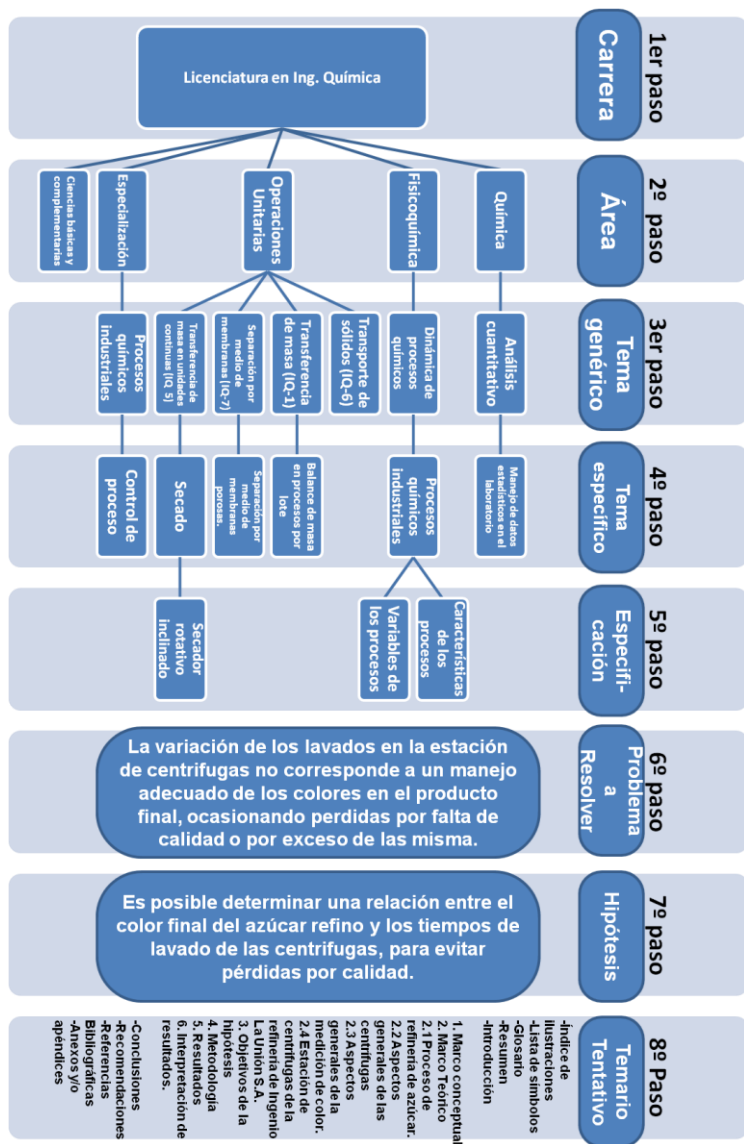 1er paso
Carrera
Licenciatura en Ing. Química
2º paso
Área
Química
Fisicoquímica
Operaciones
Unitarias
Especialización
Ciencias básicas y
complementarias
3er paso
Tema
genérico
Análisis
cuantitativo
Dinámica de
procesos
químicos
Transporte de
sólidos (IQ-6)
Transferencia
de masa (IQ-1)
Separación por
medio de
membranas (IQ-7)
Transferencia de
masa en unidades
continuas (IQ 5)
Procesos
químicos
industriales
4º paso
Tema
específico
Manejo de datos
estadísticos en el
laboratorio
Procesos
químicos
industriales
Balance de masa
en procesos por
lote
Separación por
medio de
membranas
porosas.
Secado
Control de
proceso
5º paso
Especifi-
cación
Características
de los
procesos
Variables de
los procesos
Secador
rotativo
inclinado
6º paso
Problema
a
Resolver
La variación de los lavados en la estación
de centrifugas no corresponde a un manejo
adecuado de los colores en el producto
final, ocasionando perdidas por falta de
calidad o por exceso de las misma.
7º paso
Hipótesis
Es posible determinar una relación entre el
color final del azúcar refino y los tiempos de
lavado de las centrifugas, para evitar
pérdidas por calidad.
8º Paso
Temario
Tentativo
-Índice de
ilustraciones
-Lista de símbolos
-Glosario
-Resumen
-Introducción
1. Marco conceptual
2. Marco Teórico
2.1 Proceso de
refinería de azúcar.
2.2 Aspectos
generales de las
centrífugas
2.3 Aspectos
generales de la
medición de color.
2.4 Estación de
centrífugas de la
refinería de Ingenio
La Unión S.A.
3. Objetivos de la
hipótesis
4. Metodología
5. Resultados
6. Interpretación de
resultados.
-Conclusiones
-Recomendaciones
-Referencias
Bibliográficas
-Anexos y/o
apéndices